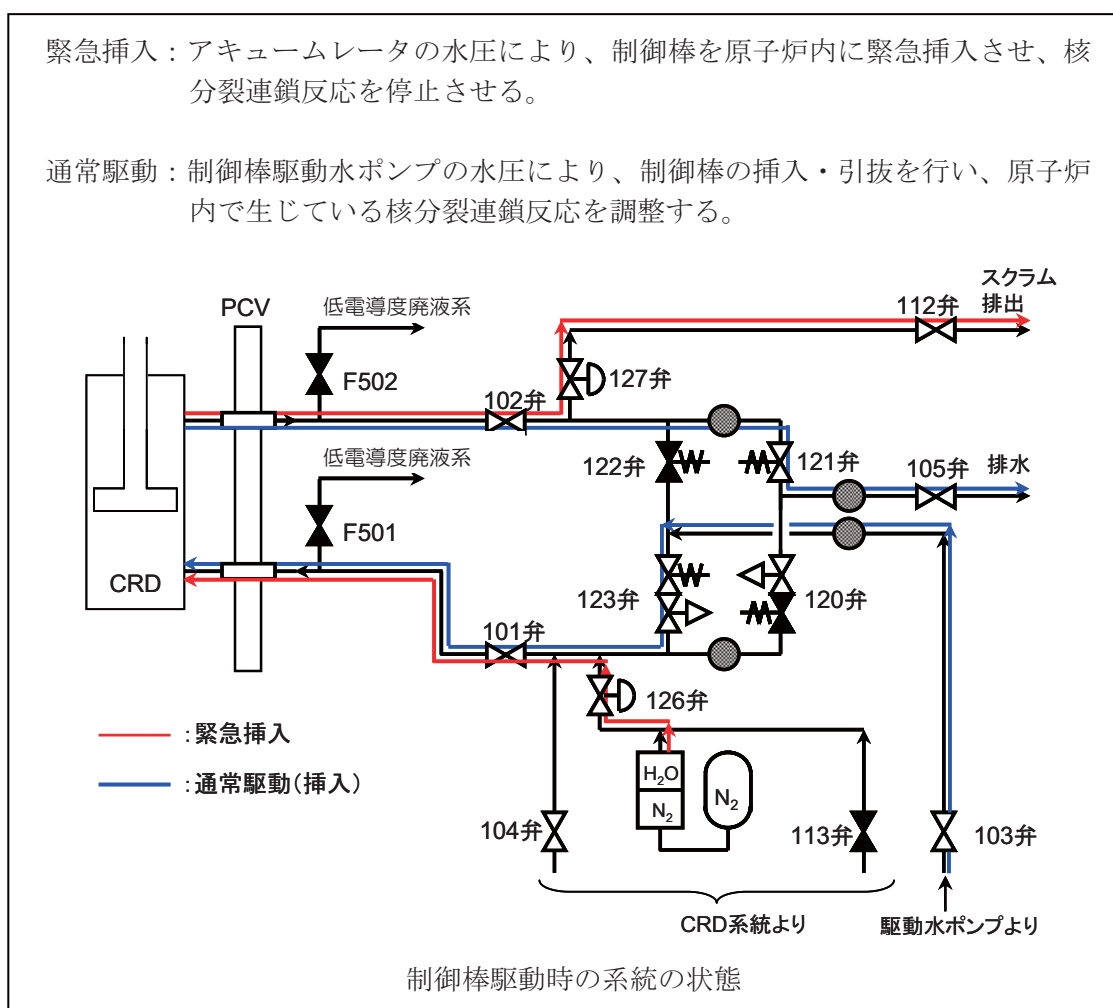 緊急挿入：アキュームレータの水圧により、制御棒を原子炉内に緊急挿入させ、核
分裂連鎖反応を停止させる。
通常駆動：制御棒駆動水ポンプの水圧により、制御棒の挿入・引抜を行い、原子炉
内で生じている核分裂連鎖反応を調整する。
スクラム
排出
112弁
PCV
低電導度廃液系
F502
127弁
102弁
122弁
121弁
105弁
排水
低電導度廃液系
F501
CRD
123弁
120弁
101弁
126弁
：緊急挿入
：通常駆動（挿入）
H₂O
N₂
N₂
104弁
113弁
103弁
CRD系統より
駆動水ポンプより
制御棒駆動時の系統の状態